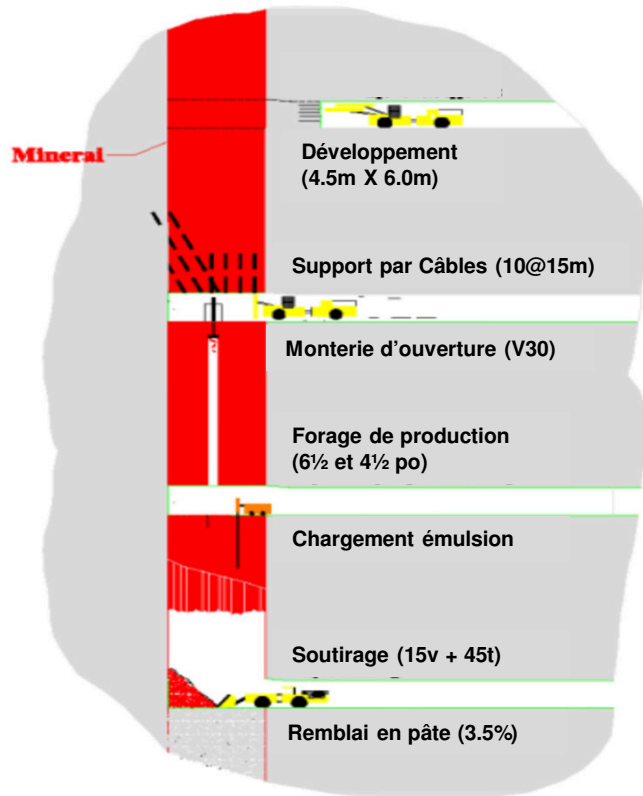 Mineral
Développement
(4.5m X 6.0m)
Support par Câbles (10@15m)
Monterie d'ouverture (V30)
Forage de production
(6½ et 4½ po)
Chargement émulsion
Soutirage (15v + 45t)
Remblai en pâte (3.5%)